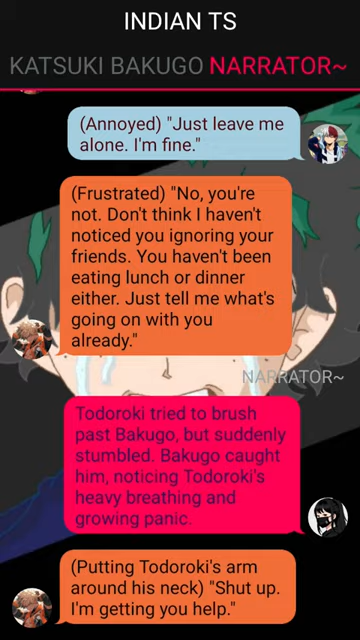 INDIAN TS
KATSUKI BAKUGO NARRATOR~
(Annoyed) "Just leave me
alone. I'm fine."
(Frustrated) "No, you're
not. Don't think I haven't
noticed you ignoring your
friends. You haven't been
eating lunch or dinner
either. Just tell me what's
going on with you
already."
NARRATOR~
Todoroki tried to brush
past Bakugo, but suddenly
stumbled. Bakugo caught
him, noticing Todoroki's
heavy breathing and
growing panic.
(Putting Todoroki's arm
around his neck) "Shut up.
I'm getting you help."